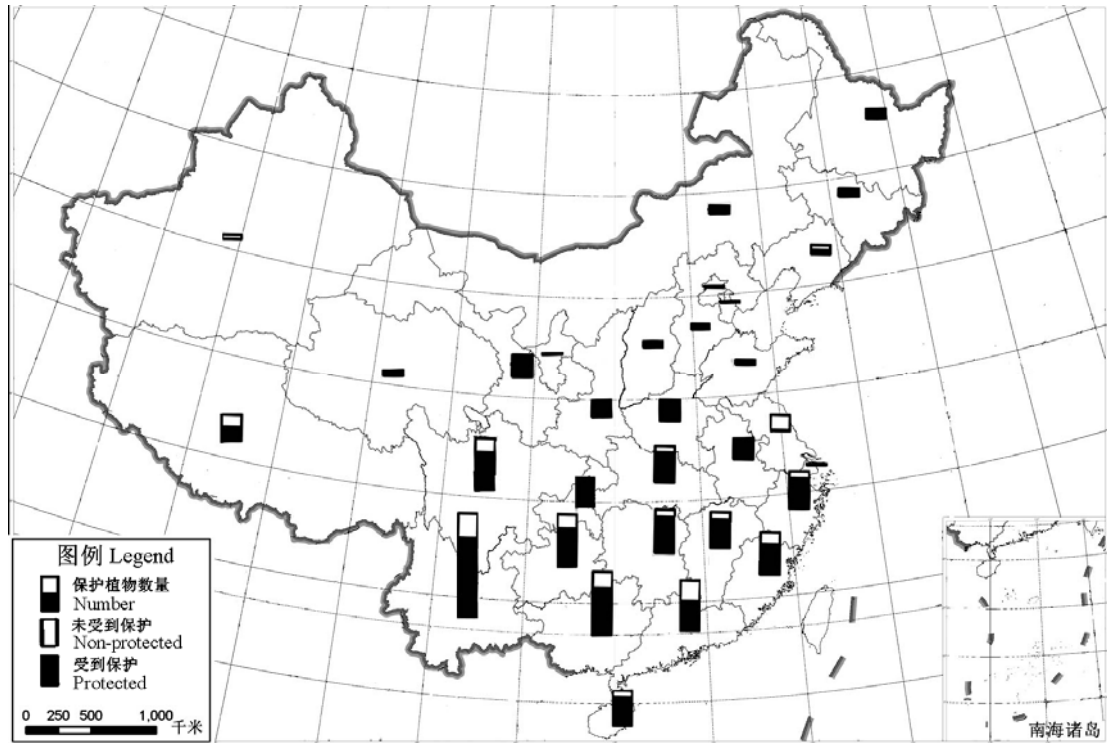 图例 Legend
保护植物数量
Number
未受到保护
Non-protected
受到保护
Protected
0 250 500 1,000
千米
南海诸岛